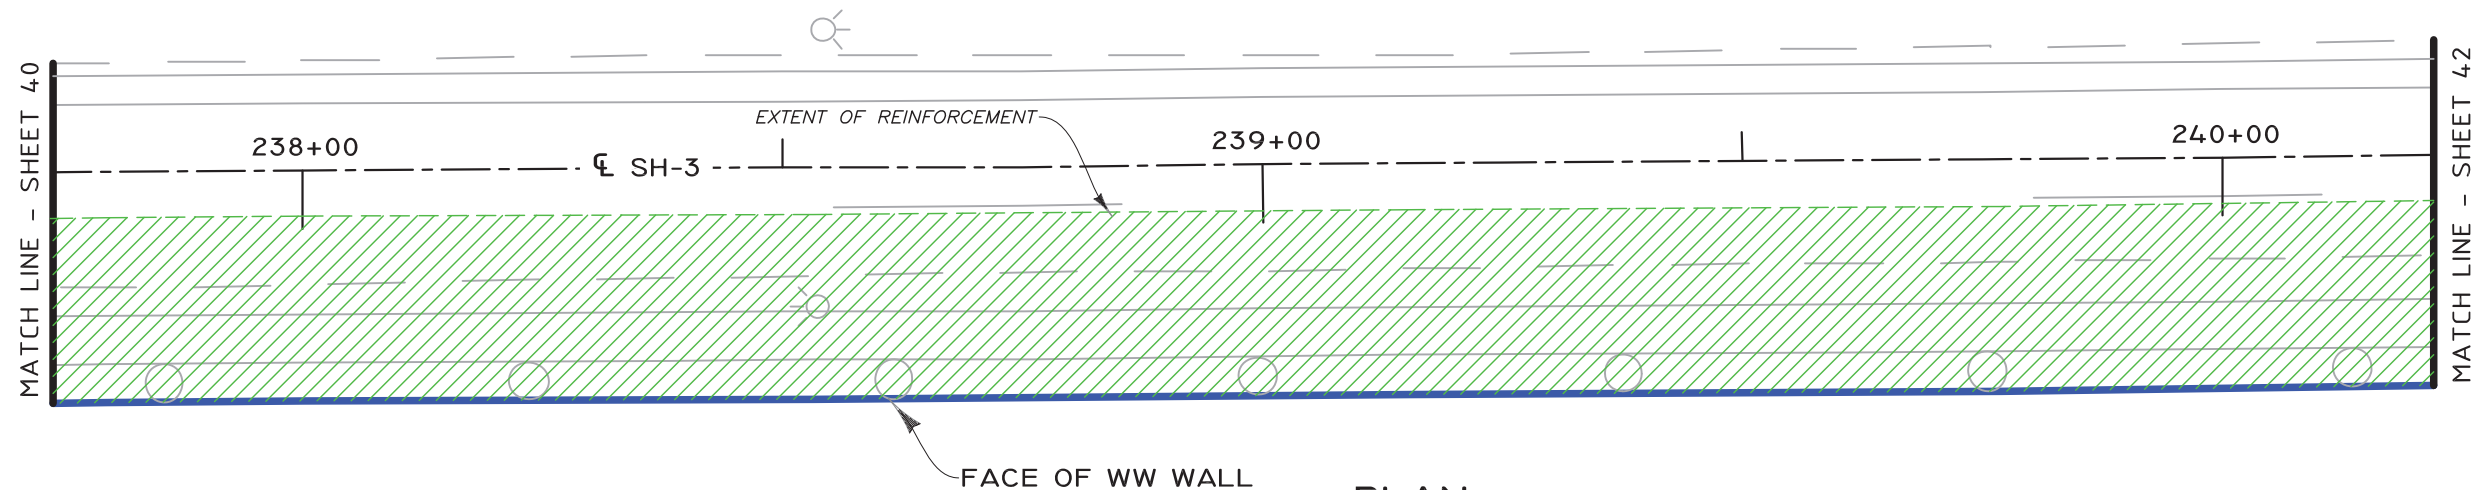 MATCH LINE - SHEET 40
238+00
℄ SH-3
EXTENT OF REINFORCEMENT
239+00
240+00
MATCH LINE - SHEET 42
FACE OF WW WALL
PLAN